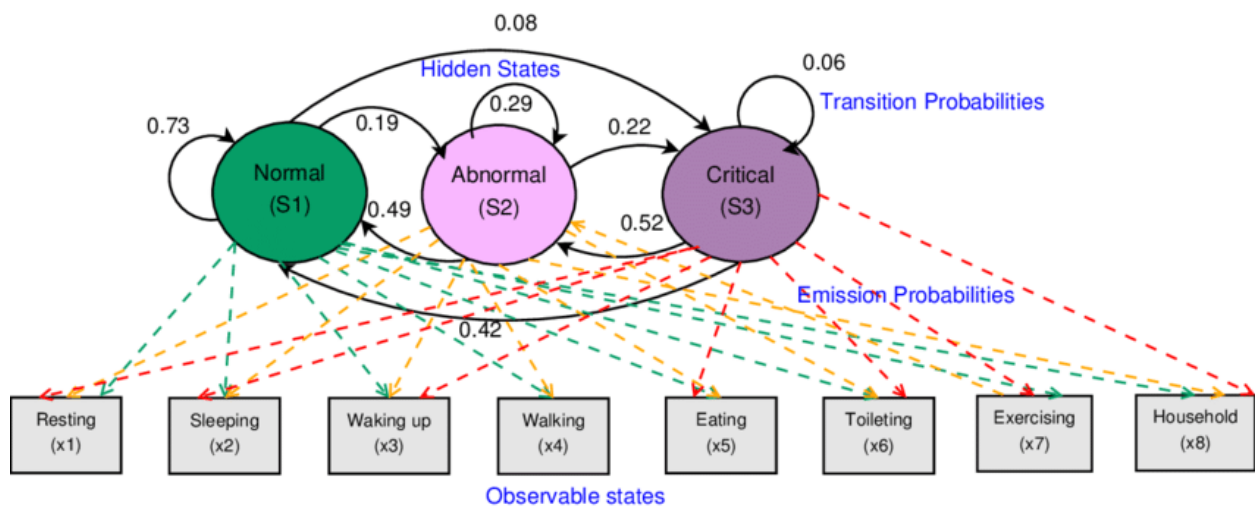 0.08
Hidden States
0.06
Transition Probabilities
0.73
0.19
0.29
0.22
Normal
(S1)
Abnormal
(S2)
Critical
(S3)
0.49
0.52
Emission Probabilities
0.42
Resting
(x1)
Sleeping
(x2)
Waking up
(x3)
Walking
(x4)
Eating
(x5)
Toileting
(x6)
Exercising
(x7)
Household
(x8)
Observable states